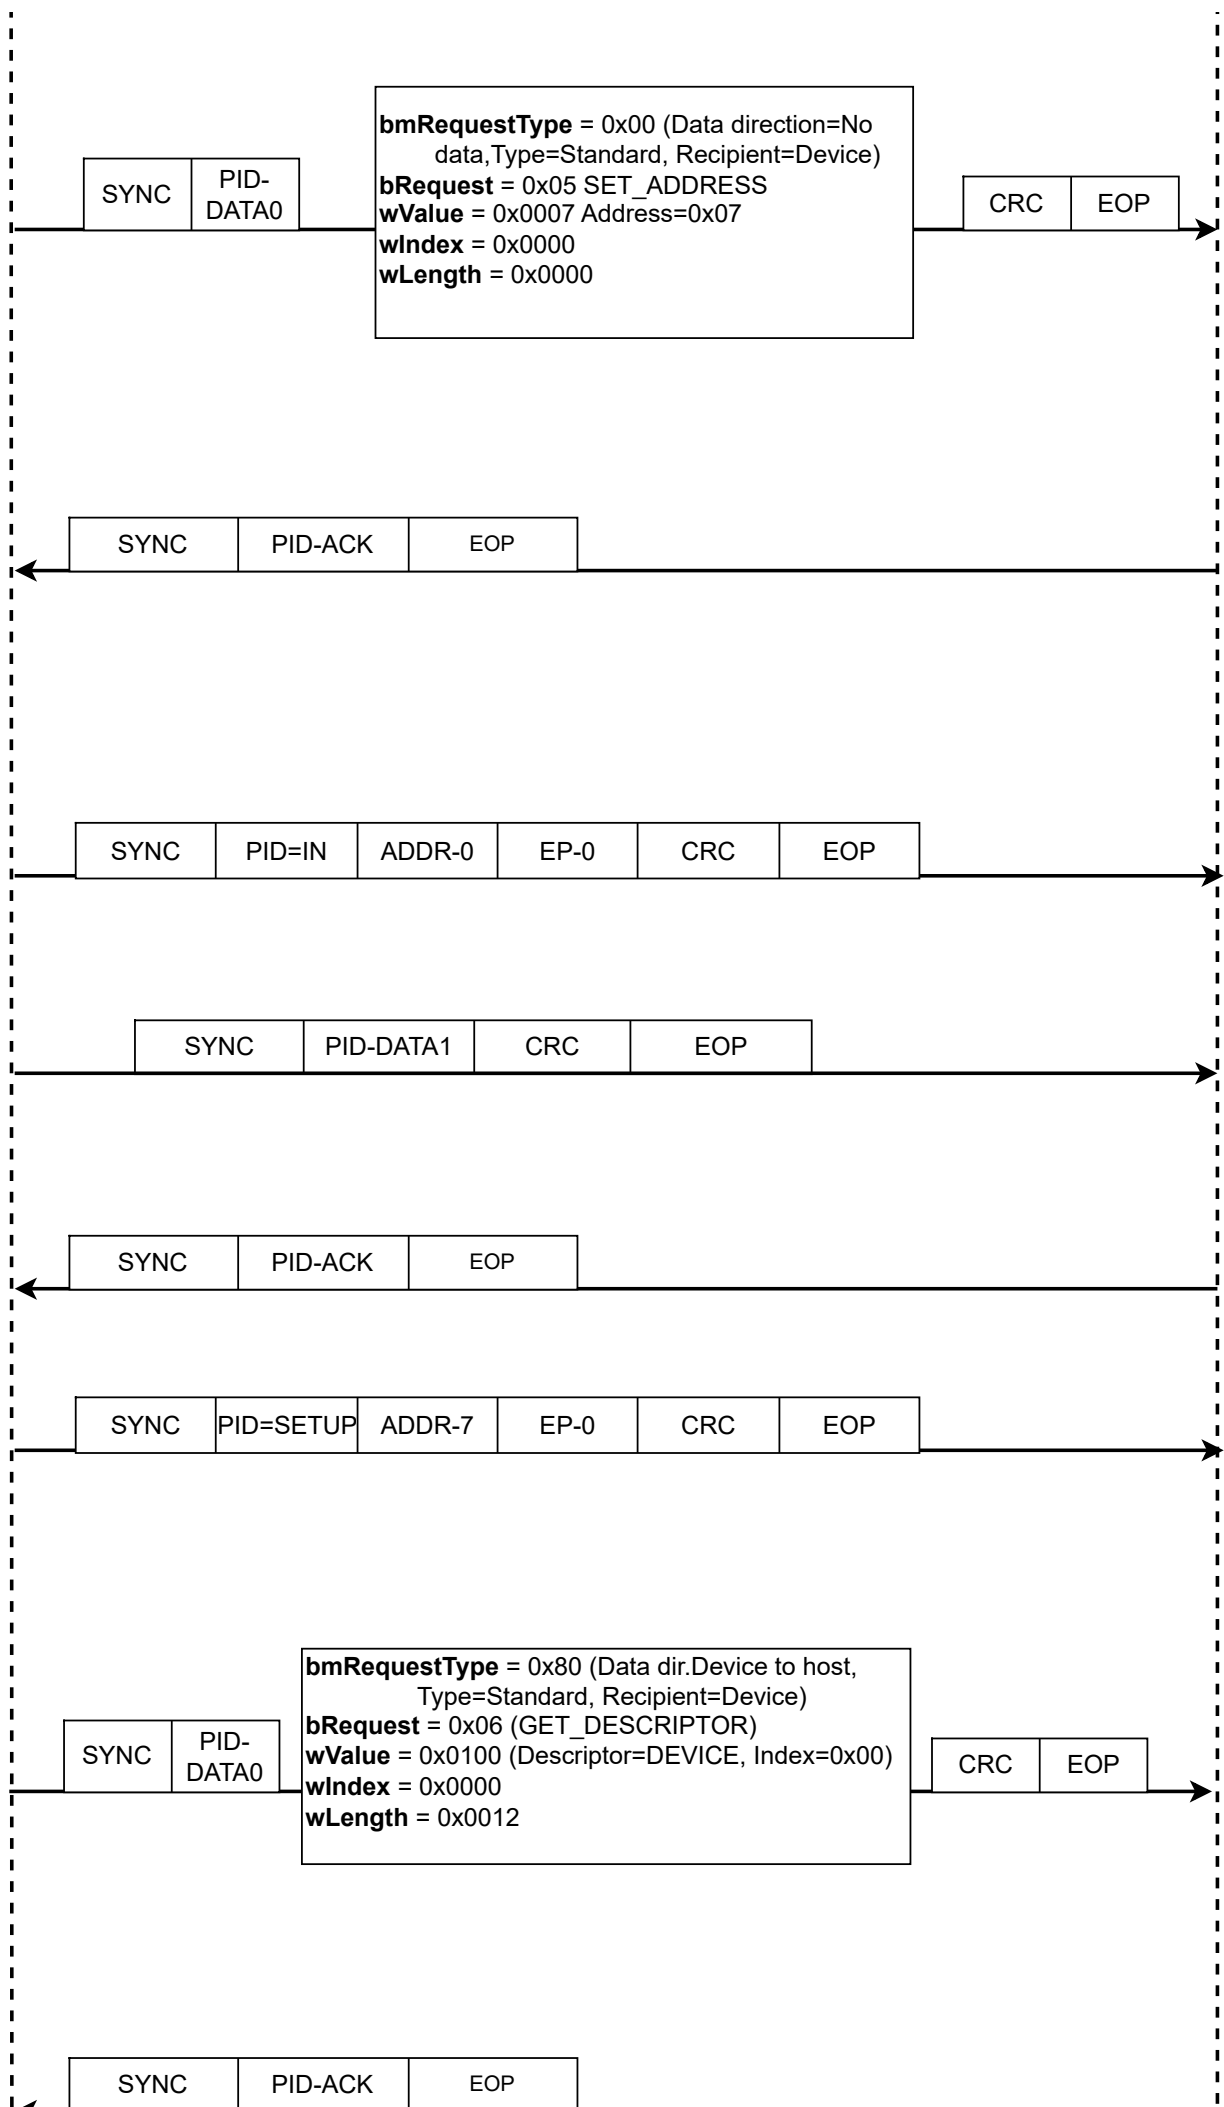 SYNC PID-
DATA0
bmRequestType = 0x00 (Data direction=No
data,Type=Standard, Recipient=Device)
bRequest = 0x05 SET_ADDRESS
wValue = 0x0007 Address=0x07
wIndex = 0x0000
wLength = 0x0000
CRC EOP
SYNC PID-ACK EOP
SYNC PID=IN ADDR-0 EP-0 CRC EOP
SYNC PID-DATA1 CRC EOP
SYNC PID-ACK EOP
SYNC PID=SETUP ADDR-7 EP-0 CRC EOP
SYNC PID-
DATA0
bmRequestType = 0x80 (Data dir.Device to host,
Type=Standard, Recipient=Device)
bRequest = 0x06 (GET_DESCRIPTOR)
wValue = 0x0100 (Descriptor=DEVICE, Index=0x00)
wIndex = 0x0000
wLength = 0x0012
CRC EOP
SYNC PID-ACK EOP